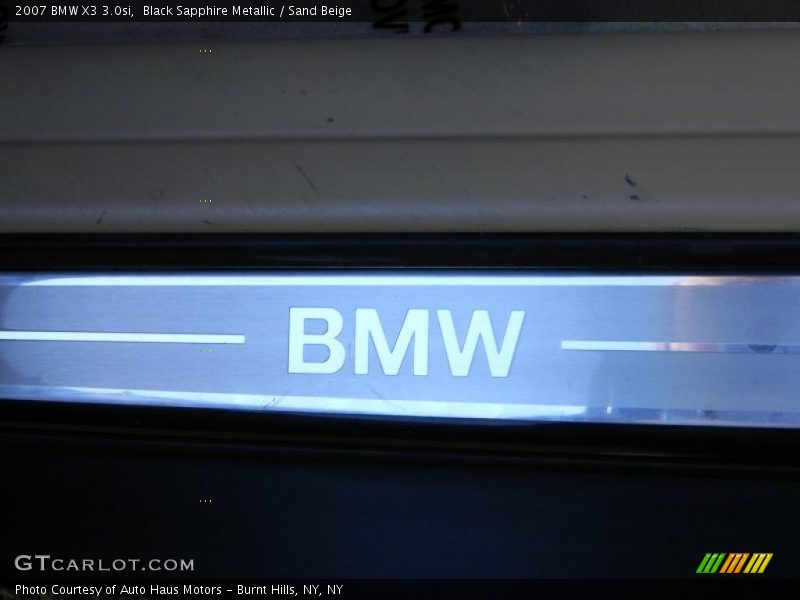 2007 BMW X3 3.0si,  Black Sapphire Metallic / Sand Beige
BMW
GTCARLOT.COM
Photo Courtesy of Auto Haus Motors - Burnt Hills, NY, NY